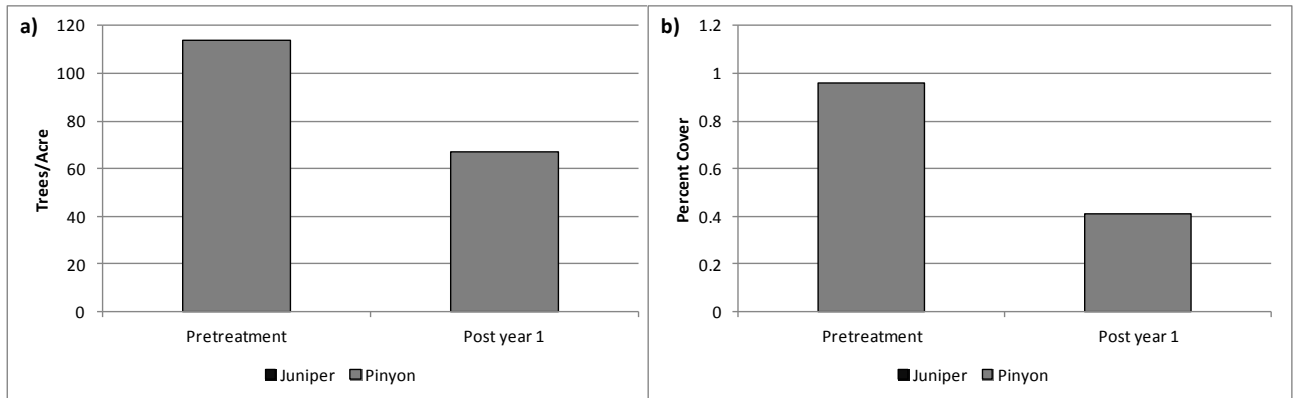 a)
Trees/Acre
120
100
80
60
40
20
0
Pretreatment Post year 1
Juniper Pinyon
b)
Percent Cover
1.2
1
0.8
0.6
0.4
0.2
0
Pretreatment Post year 1
Juniper Pinyon